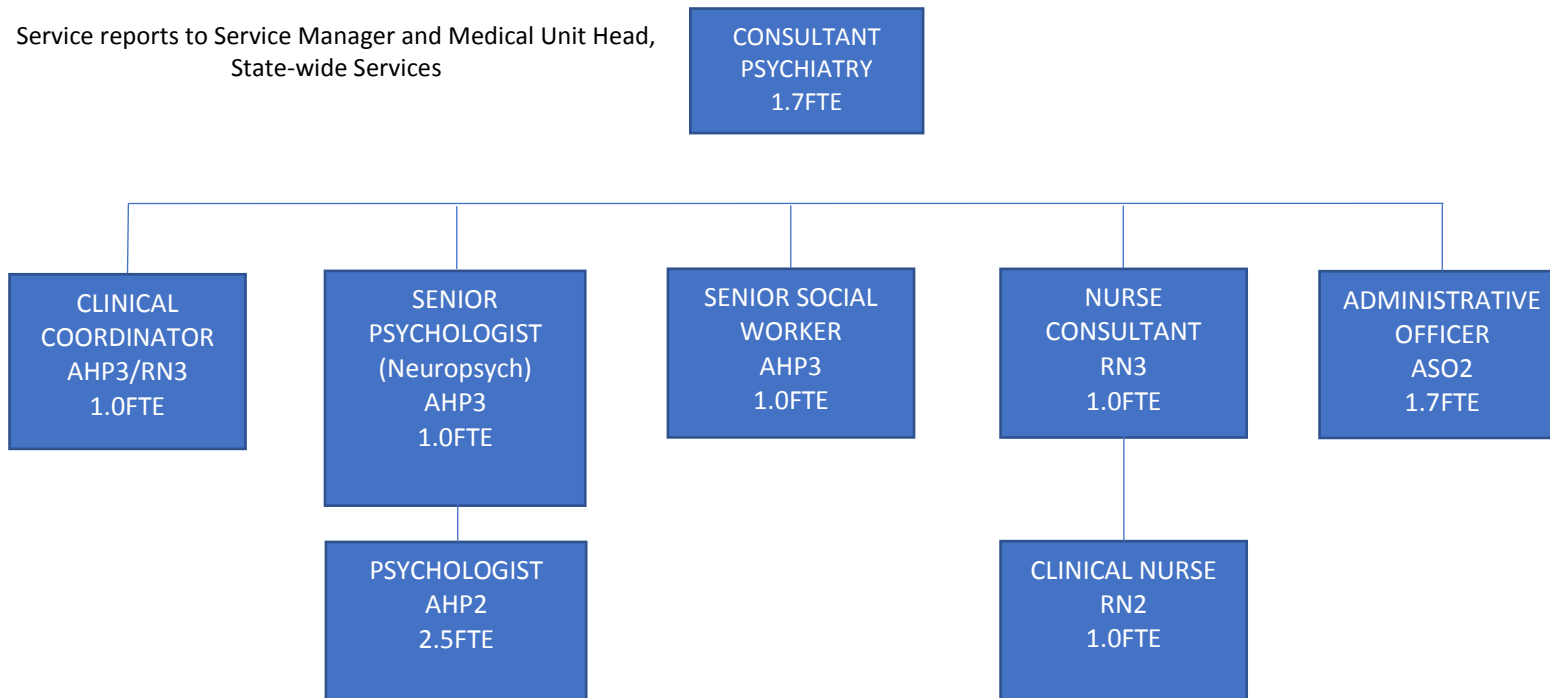 Service reports to Service Manager and Medical Unit Head,
State-wide Services
CONSULTANT
PSYCHIATRY
1.7FTE
CLINICAL
COORDINATOR
AHP3/RN3
1.0FTE
SENIOR
PSYCHOLOGIST
(Neuropsych)
AHP3
1.0FTE
SENIOR SOCIAL
WORKER
AHP3
1.0FTE
NURSE
CONSULTANT
RN3
1.0FTE
ADMINISTRATIVE
OFFICER
ASO2
1.7FTE
PSYCHOLOGIST
AHP2
2.5FTE
CLINICAL NURSE
RN2
1.0FTE